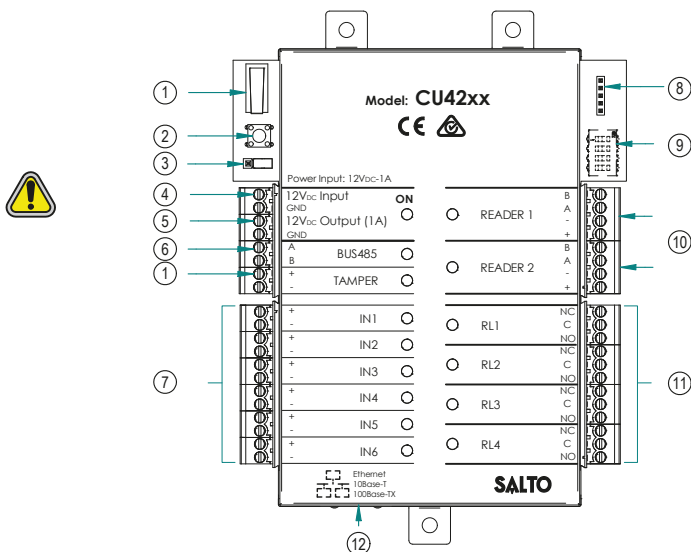 Model: CU42xx
CE
Power Input: 12VDC-1A
12VDC Input
GND
12VDC Output (1A)
GND
ON
A
B
BUS485
+
-
TAMPER
+
-
IN1
+
-
IN2
+
-
IN3
+
-
IN4
+
-
IN5
+
-
IN6
READER 1
B
A
-
+
READER 2
B
A
-
+
RL1
NC
C
NO
RL2
NC
C
NO
RL3
NC
C
NO
RL4
NC
C
NO
Ethernet
10Base-T
100Base-TX
SALTO
1
2
3
4
5
6
1
7
8
9
10
11
12
!